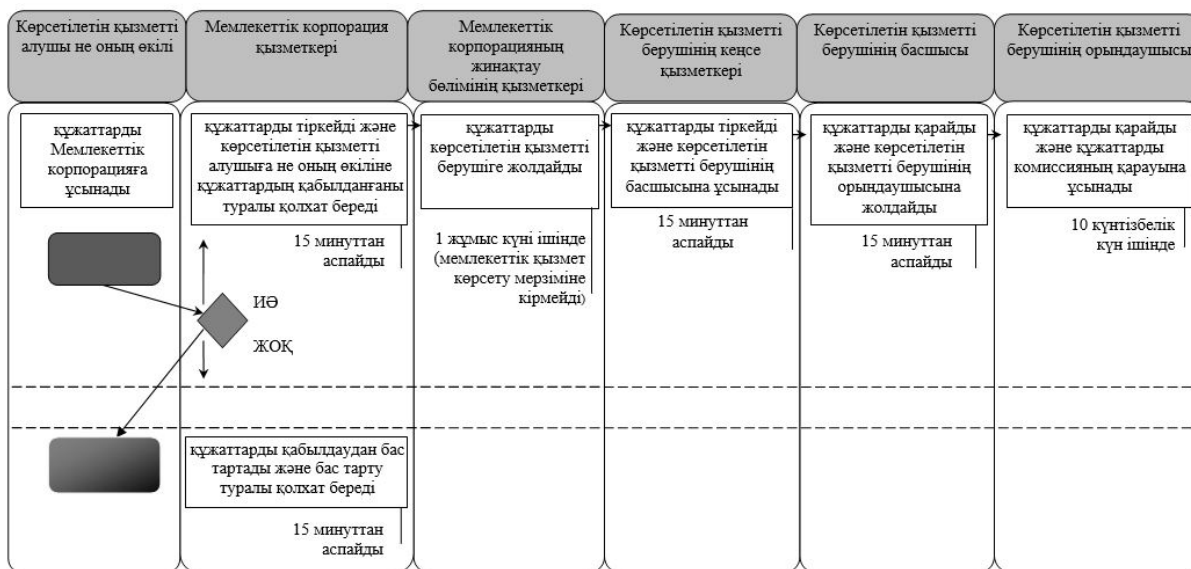 Көрсетілетін қызметті
алушы не оның өкілі
Мемлекеттік корпорация
қызметкері
Мемлекеттік
корпорацияның
жинақтау
бөлімінің қызметкері
Көрсетілетін қызметті
берушінің кеңсе
қызметкері
Көрсетілетін қызметті
берушінің басшысы
Көрсетілетін қызметті
берушінің орындаушысы
құжаттарды
Мемлекеттік
корпорацияға
ұсынады
құжаттарды тіркейді және
көрсетілетін қызметті
алушыға не оның өкіліне
құжаттардың қабылданғаны
туралы қолхат береді
15 минуттан
аспайды
құжаттарды
көрсетілетін қызметті
берушіге жолдайды
1 жұмыс күні ішінде
(мемлекеттік қызмет
көрсету мерзіміне
кірмейді)
құжаттарды тіркейді
және көрсетілетін
қызметті берушінің
басшысына ұсынады
15 минуттан
аспайды
құжаттарды қарайды
және көрсетілетін
қызметті берушінің
орындаушысына
жолдайды
15 минуттан
аспайды
құжаттарды қарайды
және құжаттарды
комиссияның қарауына
ұсынады
10 күнтізбелік
күн ішінде
ИӘ
ЖОҚ
құжаттарды қабылдаудан бас
тартады және бас тарту
туралы қолхат береді
15 минуттан
аспайды